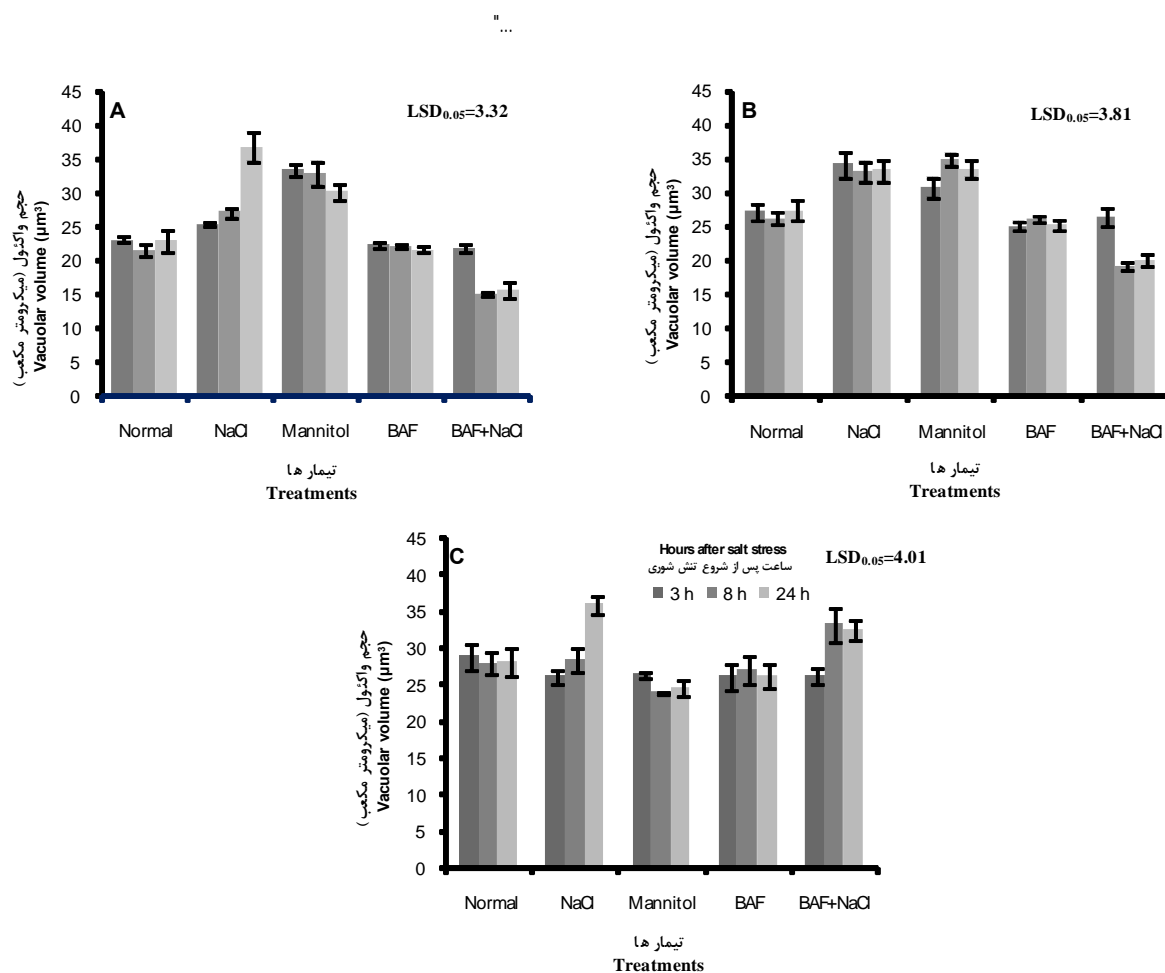 "...
A
LSD0.05=3.32
حجم واکئول (میکرومتر مکعب)
Vacuolar volume (µm³)
45
40
35
30
25
20
15
10
5
0
Normal NaCl Mannitol BAF BAF+NaCl
تیمار ها
Treatments
B
LSD0.05=3.81
حجم واکئول (میکرومتر مکعب)
Vacuolar volume (µm³)
45
40
35
30
25
20
15
10
5
0
Normal NaCl Mannitol BAF BAF+NaCl
تیمار ها
Treatments
C
Hours after salt stress
ساعت پس از شروع تنش شوری
3 h 8 h 24 h
LSD0.05=4.01
حجم واکئول (میکرومتر مکعب)
Vacuolar volume (µm³)
45
40
35
30
25
20
15
10
5
0
Normal NaCl Mannitol BAF BAF+NaCl
تیمار ها
Treatments